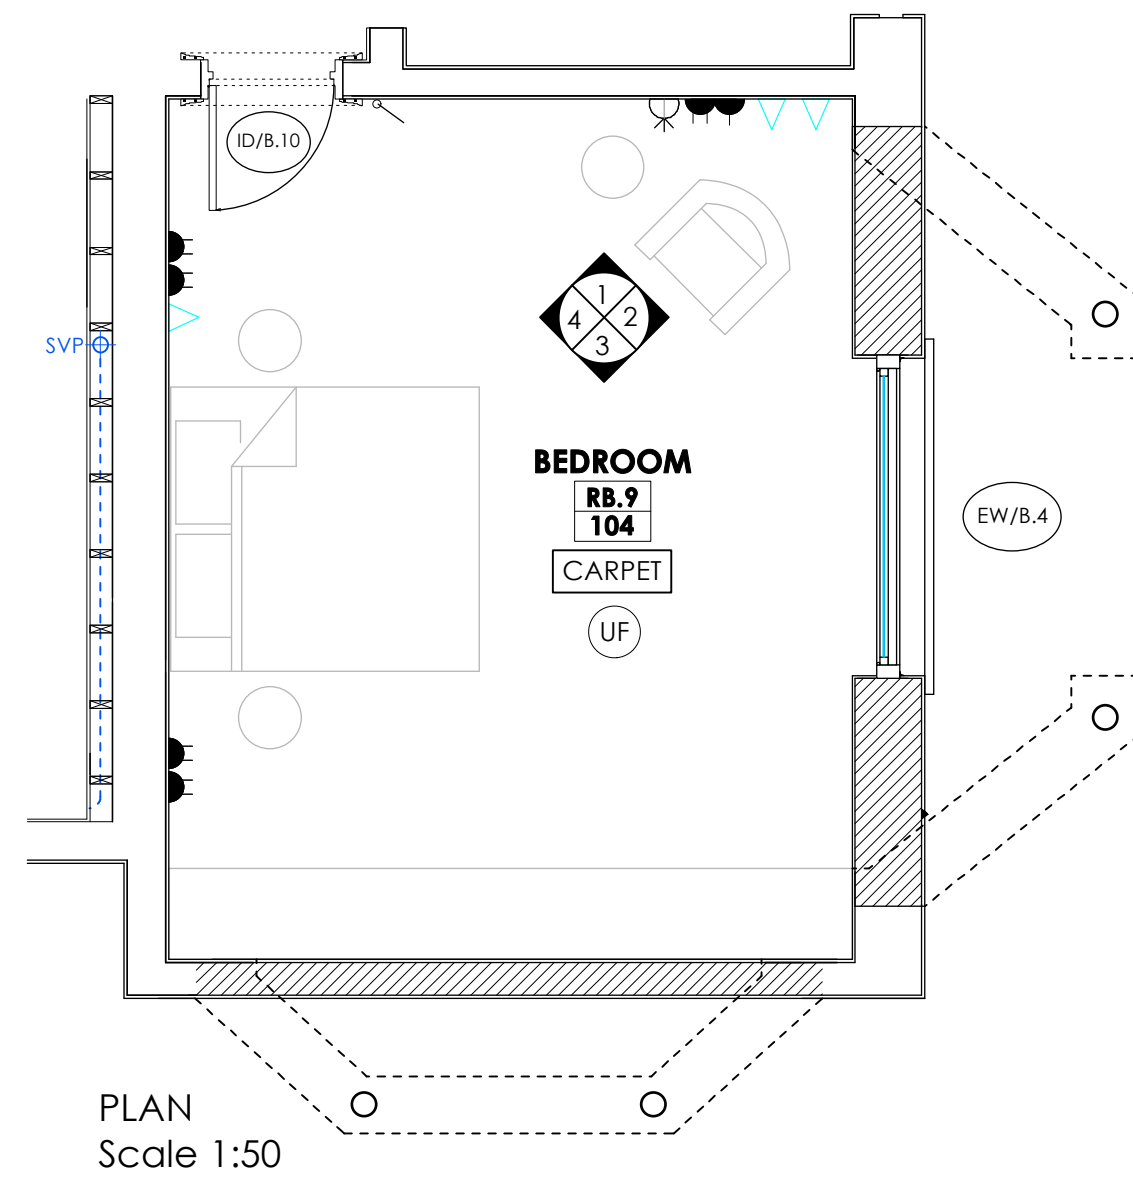 ID/B.10
SVP
1
4 2
3
BEDROOM
RB.9
104
CARPET
UF
EW/B.4
PLAN
Scale 1:50